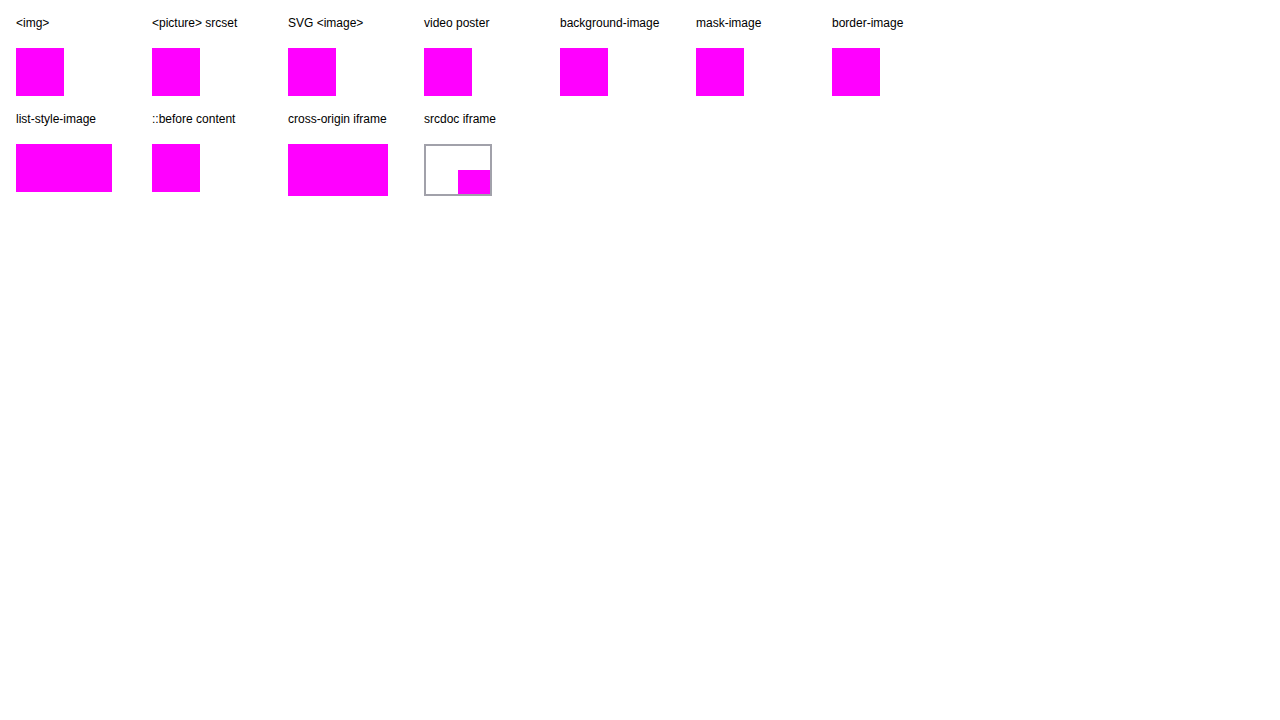 <img>
<picture> srcset
SVG <image>
video poster
background-image
mask-image
border-image
list-style-image
::before content
cross-origin iframe
srcdoc iframe